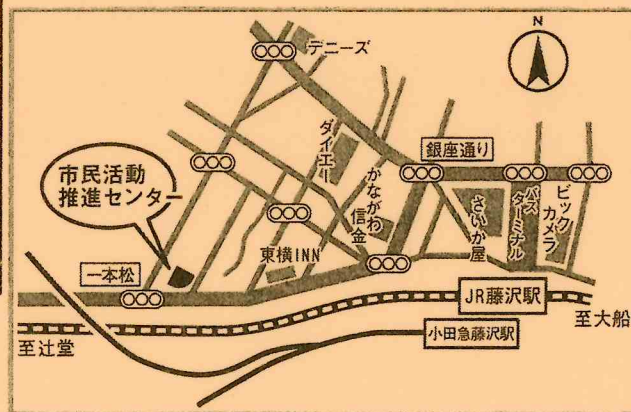 N
デニーズ
ダイエー
かながわ
信金
銀座通り
さいか屋
バス
ターミナル
ビック
カメラ
市民活動
推進センター
東横INN
一本松
JR藤沢駅
至大船
至辻堂
小田急藤沢駅